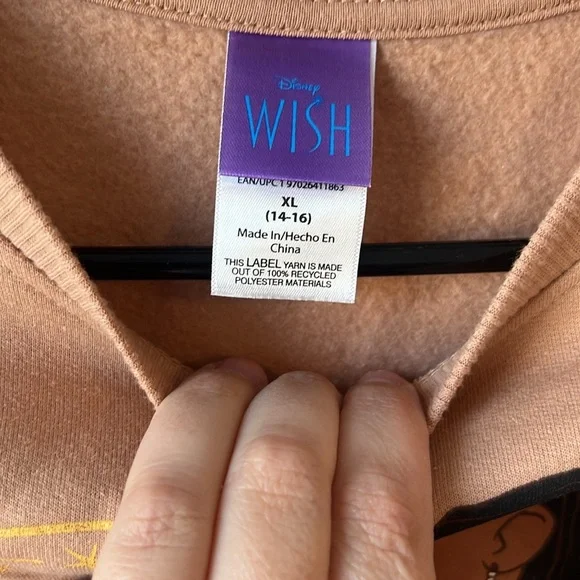 Disney
WISH
EAN/UPC 1 97026411863
XL
(14-16)
Made In/Hecho En
China
THIS LABEL YARN IS MADE
OUT OF 100% RECYCLED
POLYESTER MATERIALS